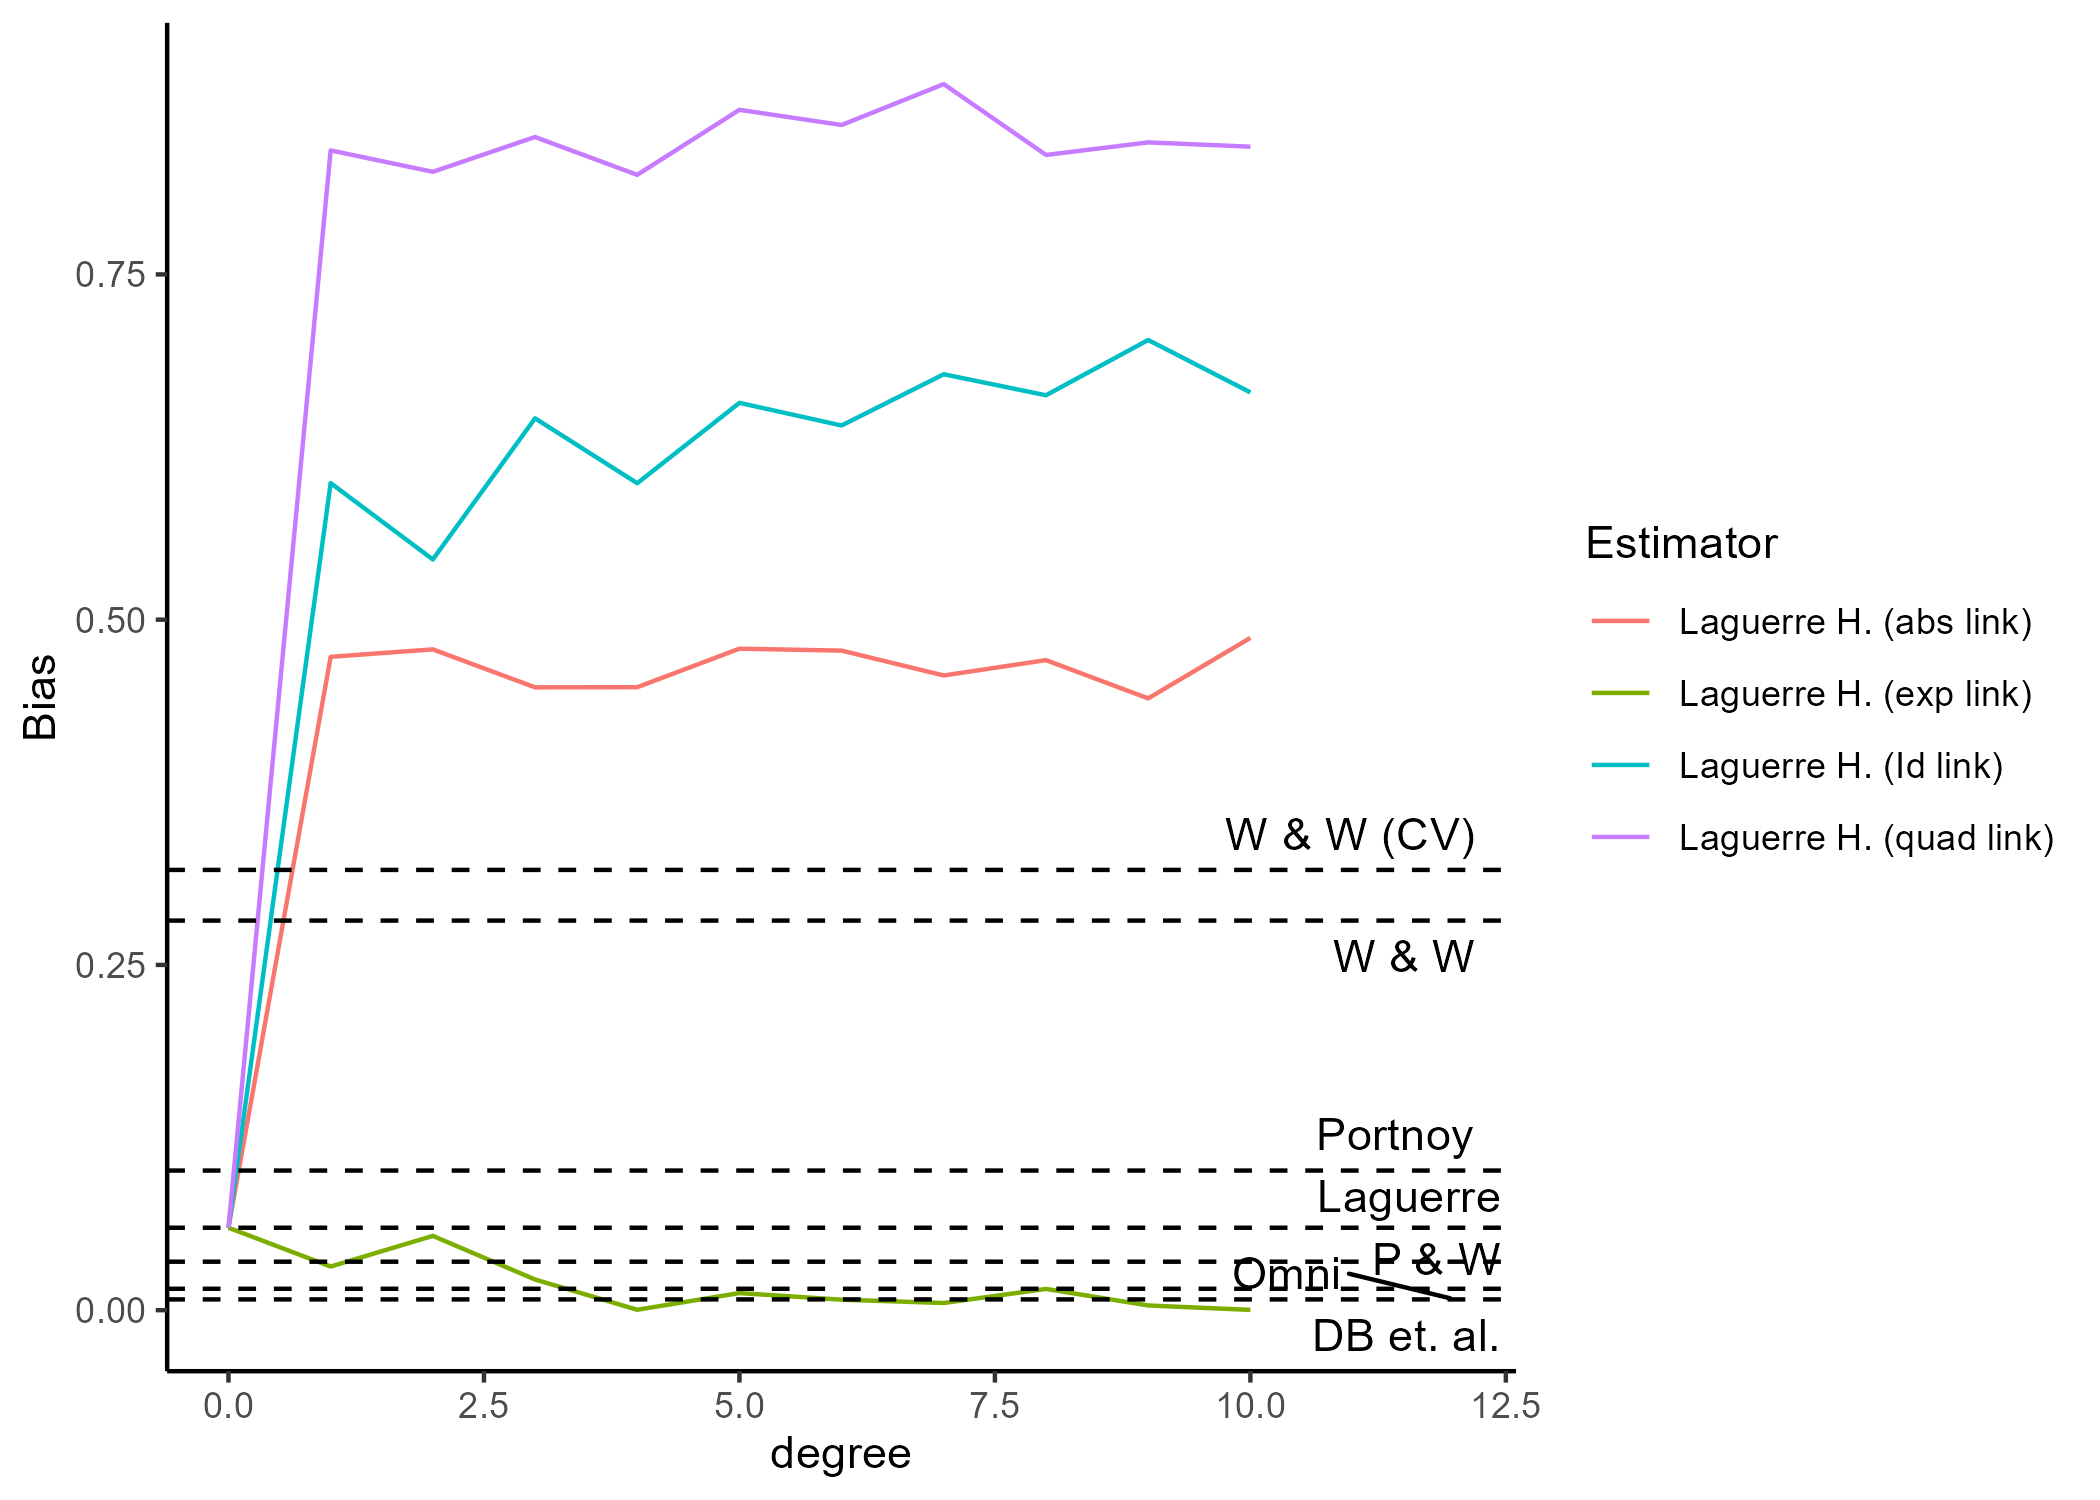 0.75
0.50
0.25
0.00
Bias
W & W (CV)
W & W
Portnoy
Laguerre
P & W
Omni
DB et. al.
0.0 2.5 5.0 7.5 10.0 12.5
degree
Estimator
Laguerre H. (abs link)
Laguerre H. (exp link)
Laguerre H. (Id link)
Laguerre H. (quad link)